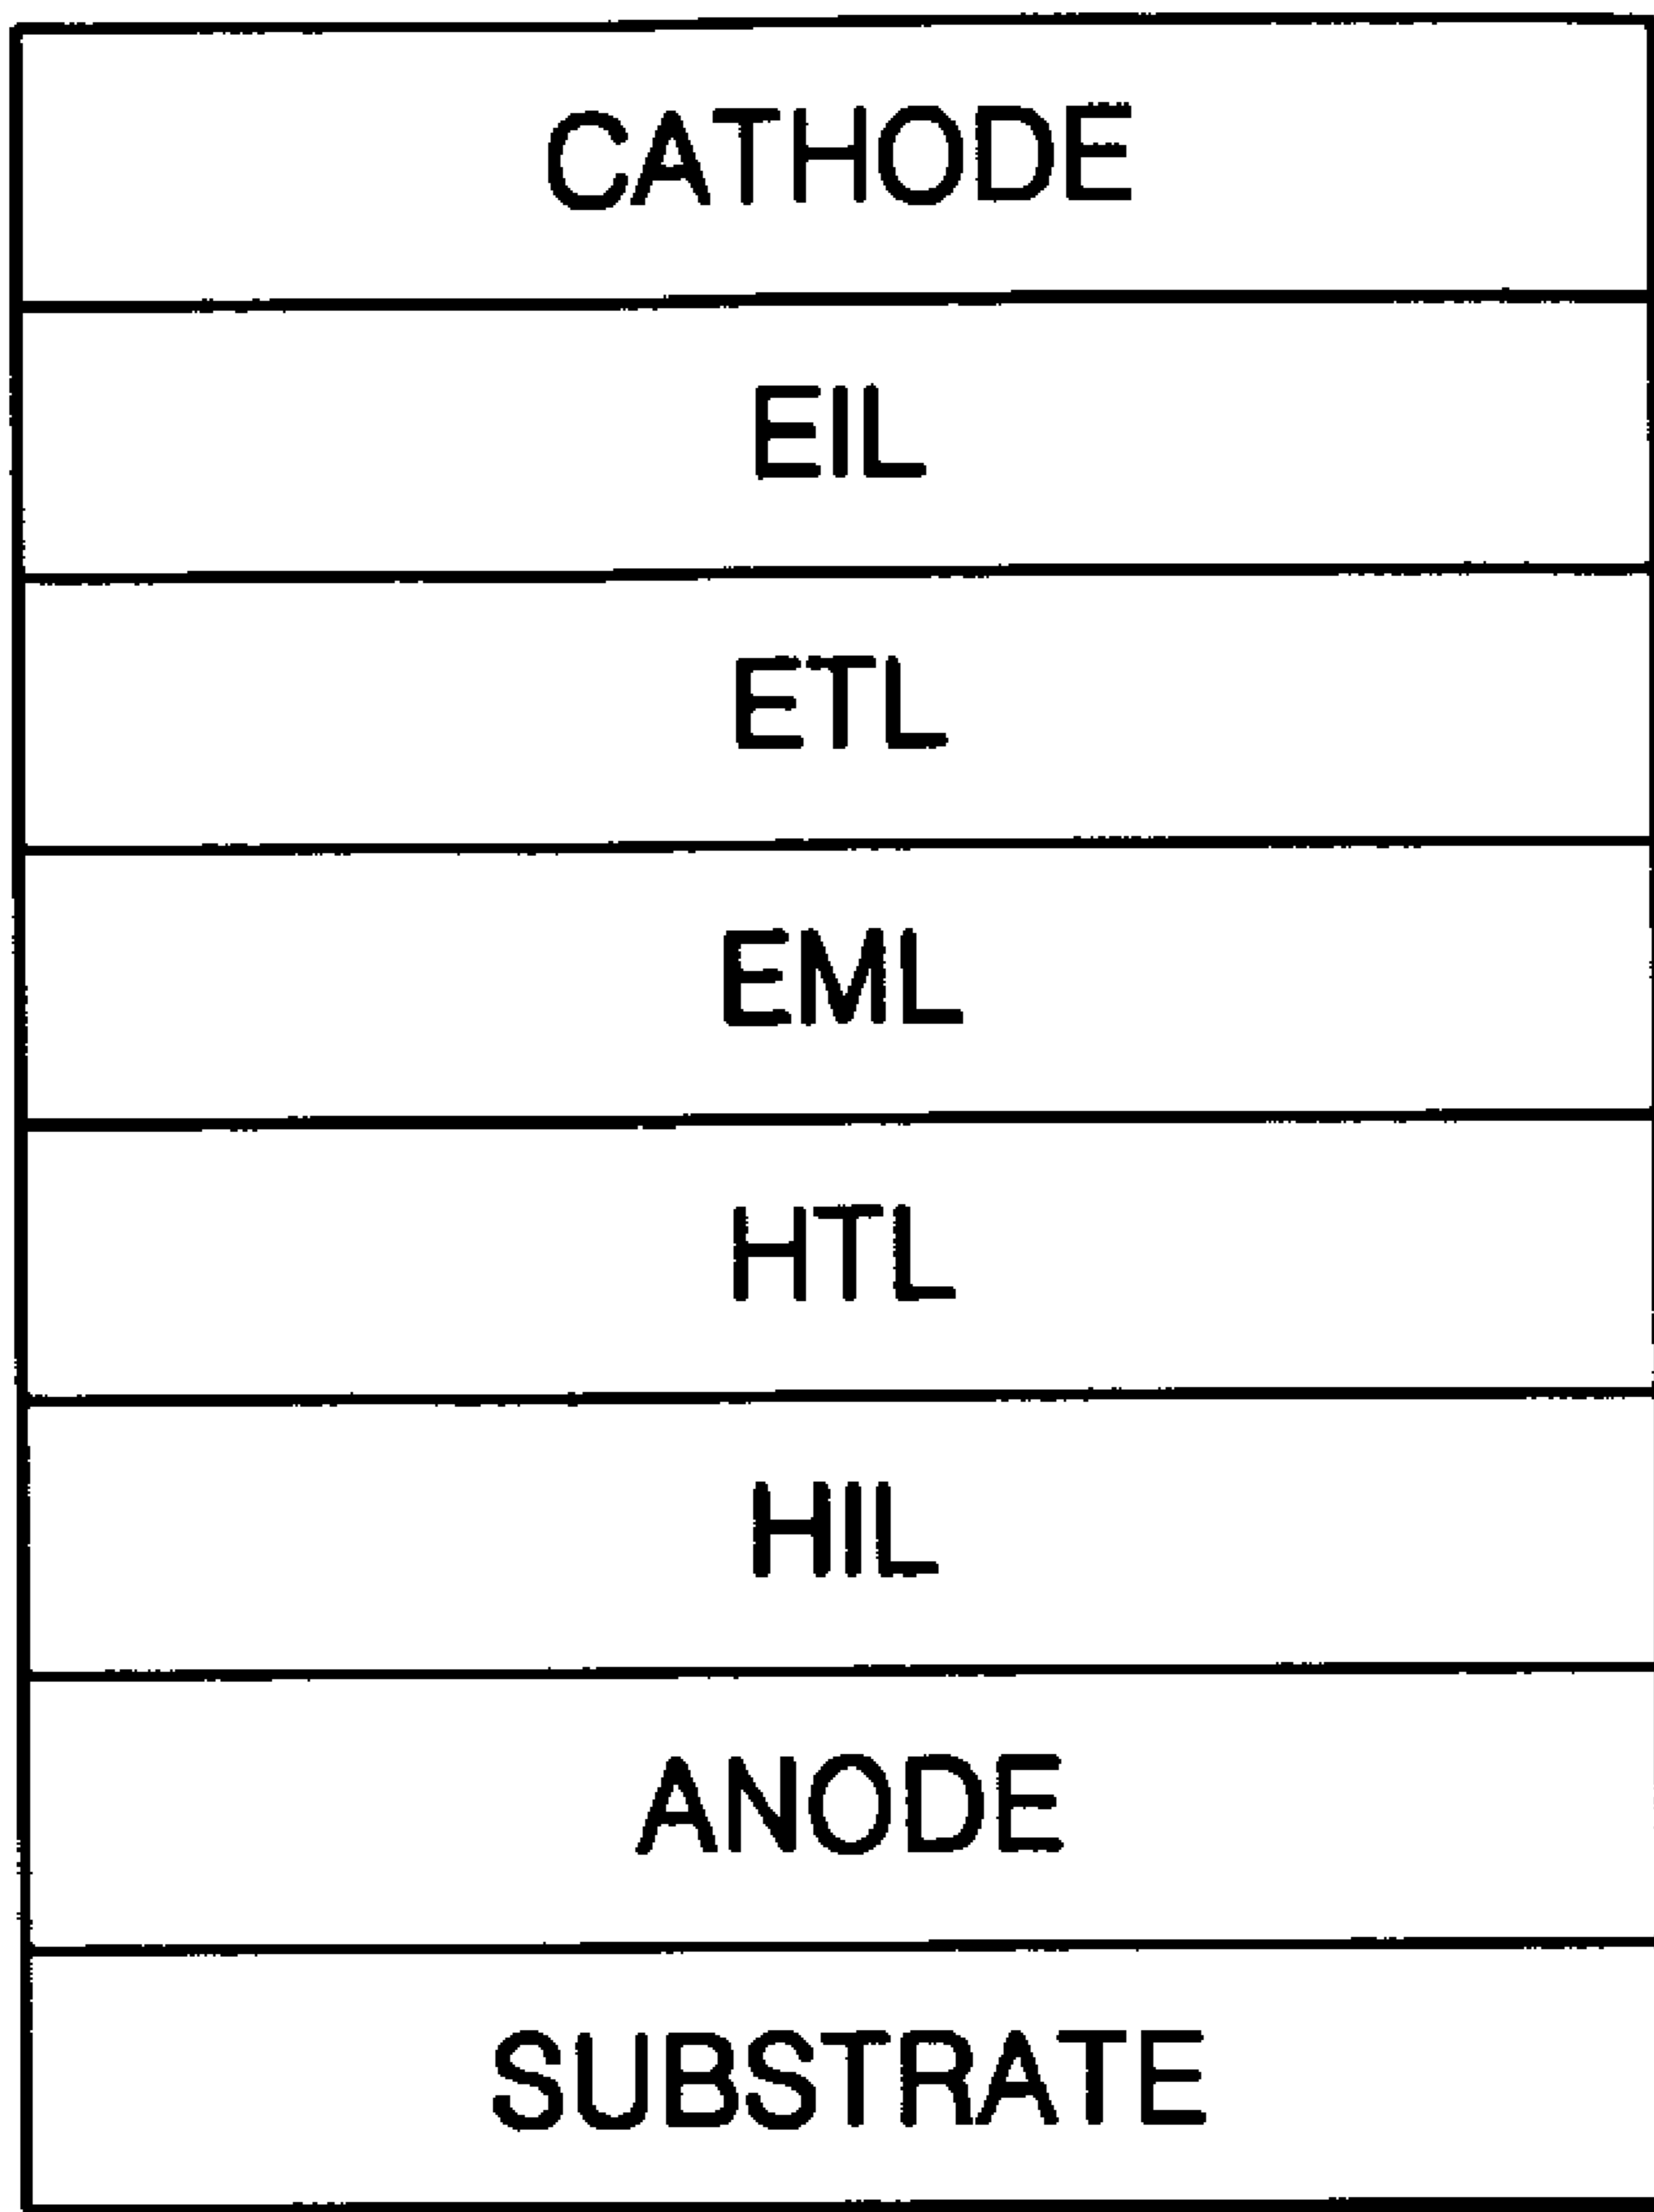 CATHODE
EIL
ETL
EML
HTL
HIL
ANODE
SUBSTRATE